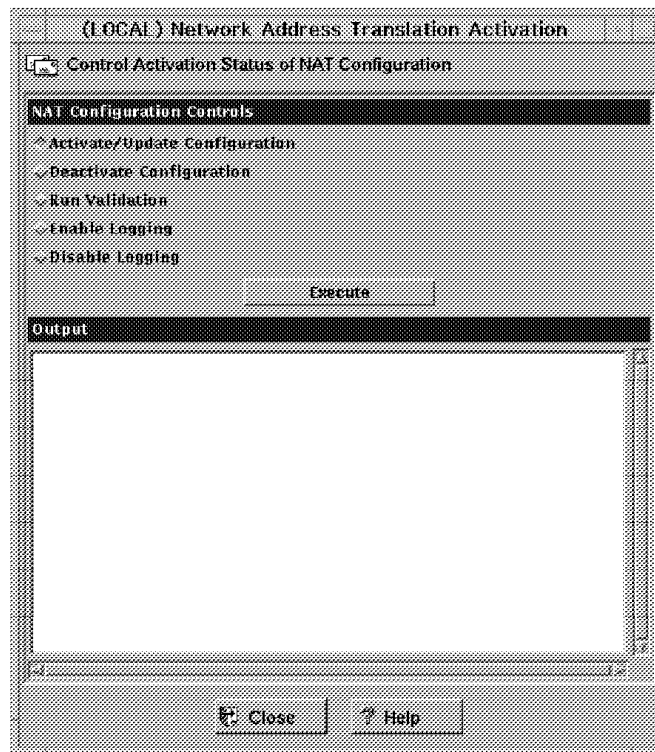 (LOCAL) Network Address Translation Activation
Control Activation Status of NAT Configuration
NAT Configuration Controls
Activate/Update Configuration
Deactivate Configuration
Run Validation
Enable Logging
Disable Logging
Execute
Output
Close
? Help